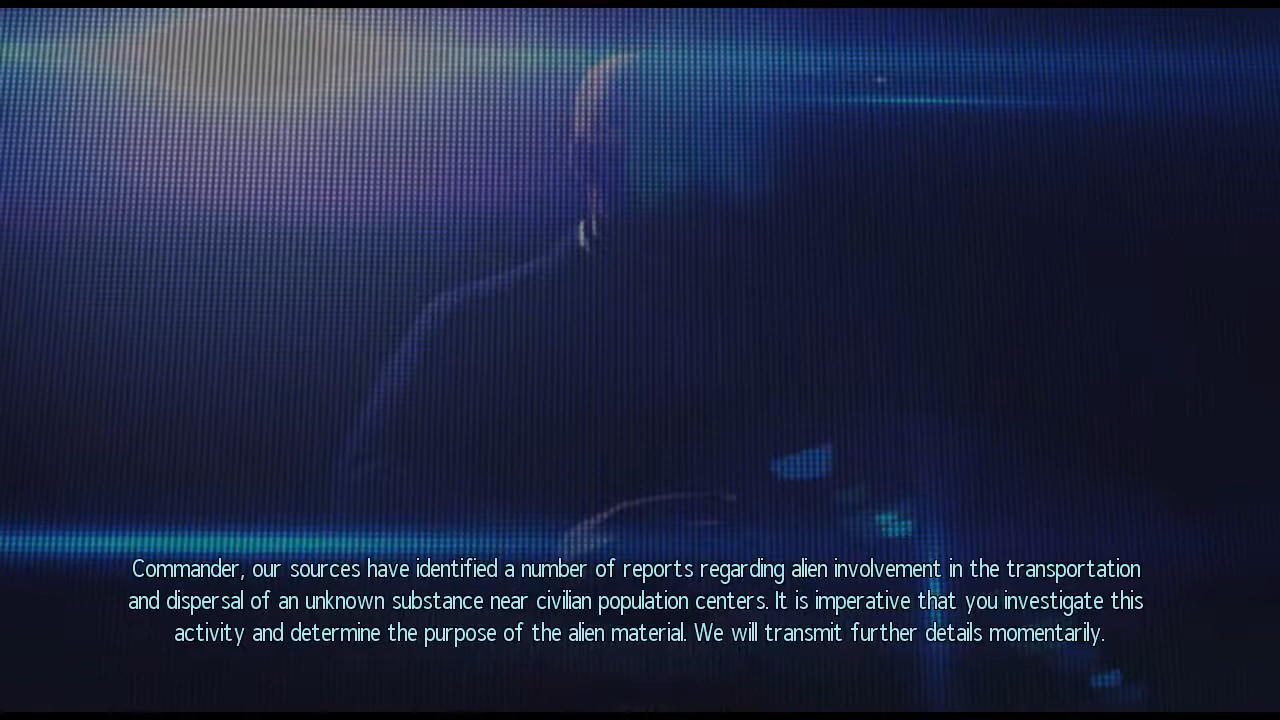 Commander, our sources have identified a number of reports regarding alien involvement in the transportation
and dispersal of an unknown substance near civilian population centers. It is imperative that you investigate this
activity and determine the purpose of the alien material. We will transmit further details momentarily.